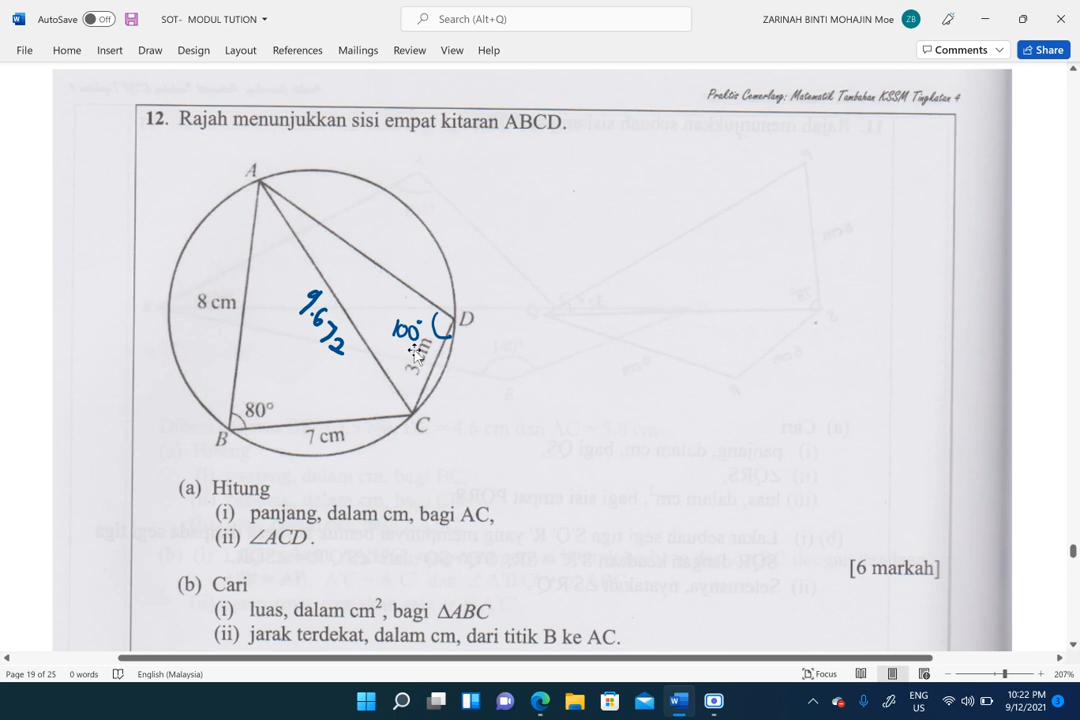 AutoSave Off SOT- MODUL TUTION Search (Alt+Q) ZARINAH BINTI MOHAJIN Moe ZB
File Home Insert Draw Design Layout References Mailings Review View Help Comments Share
Praktis Cemerlang: Matematik Tambahan KSSM Tingkatan 4
12. Rajah menunjukkan sisi empat kitaran ABCD.
A
8 cm
9.672
100°
D
3 cm
80°
C
B
7 cm
(a) Hitung
(i) panjang, dalam cm, bagi AC,
(ii) ∠ACD.
[6 markah]
(b) Cari
(i) luas, dalam cm², bagi ΔABC
(ii) jarak terdekat, dalam cm, dari titik B ke AC.
Page 19 of 25 0 words English (Malaysia) Focus 207%
ENG
US
10:22 PM
9/12/2021
3